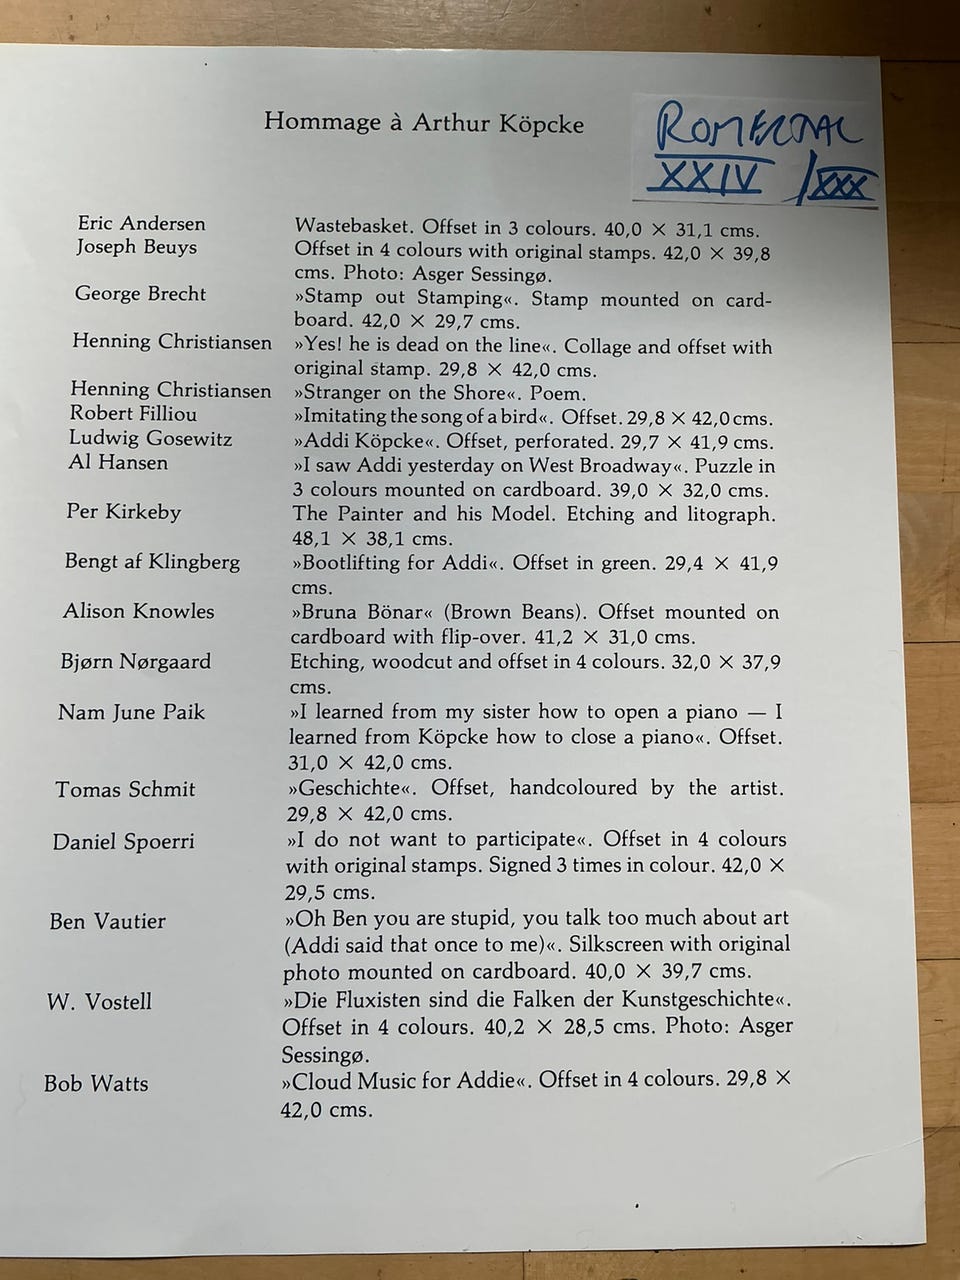 Hommage à Arthur Köpcke
ROMERTAL
XXIV /XXX
Eric Andersen Wastebasket. Offset in 3 colours. 40,0 × 31,1 cms.
Joseph Beuys Offset in 4 colours with original stamps. 42,0 × 39,8
cms. Photo: Asger Sessingø.
George Brecht »Stamp out Stamping«. Stamp mounted on card-
board. 42,0 × 29,7 cms.
Henning Christiansen »Yes! he is dead on the line«. Collage and offset with
original stamp. 29,8 × 42,0 cms.
Henning Christiansen »Stranger on the Shore«. Poem.
Robert Filliou »Imitating the song of a bird«. Offset. 29,8 × 42,0 cms.
Ludwig Gosewitz »Addi Köpcke«. Offset, perforated. 29,7 × 41,9 cms.
Al Hansen »I saw Addi yesterday on West Broadway«. Puzzle in
3 colours mounted on cardboard. 39,0 × 32,0 cms.
Per Kirkeby The Painter and his Model. Etching and litograph.
48,1 × 38,1 cms.
Bengt af Klingberg »Bootlifting for Addi«. Offset in green. 29,4 × 41,9
cms.
Alison Knowles »Bruna Bönar« (Brown Beans). Offset mounted on
cardboard with flip-over. 41,2 × 31,0 cms.
Bjørn Nørgaard Etching, woodcut and offset in 4 colours. 32,0 × 37,9
cms.
Nam June Paik »I learned from my sister how to open a piano — I
learned from Köpcke how to close a piano«. Offset.
31,0 × 42,0 cms.
Tomas Schmit »Geschichte«. Offset, handcoloured by the artist.
29,8 × 42,0 cms.
Daniel Spoerri »I do not want to participate«. Offset in 4 colours
with original stamps. Signed 3 times in colour. 42,0 ×
29,5 cms.
Ben Vautier »Oh Ben you are stupid, you talk too much about art
(Addi said that once to me)«. Silkscreen with original
photo mounted on cardboard. 40,0 × 39,7 cms.
W. Vostell »Die Fluxisten sind die Falken der Kunstgeschichte«.
Offset in 4 colours. 40,2 × 28,5 cms. Photo: Asger
Sessingø.
Bob Watts »Cloud Music for Addie«. Offset in 4 colours. 29,8 ×
42,0 cms.